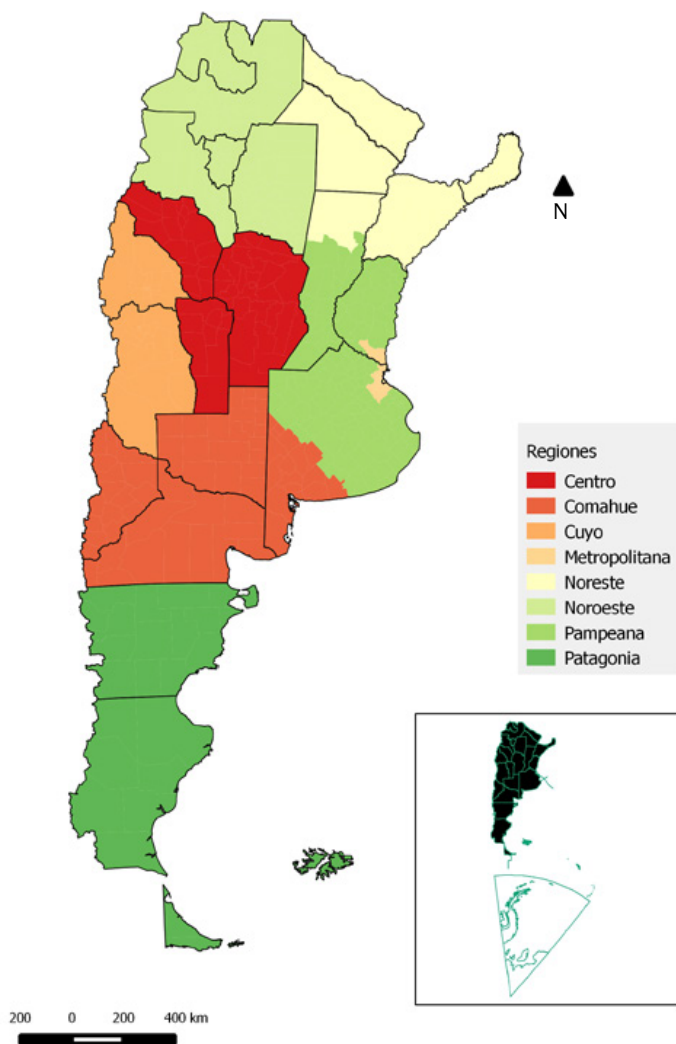 N
Regiones
Centro
Comahue
Cuyo
Metropolitana
Noreste
Noroeste
Pampeana
Patagonia
200 0 200 400 km